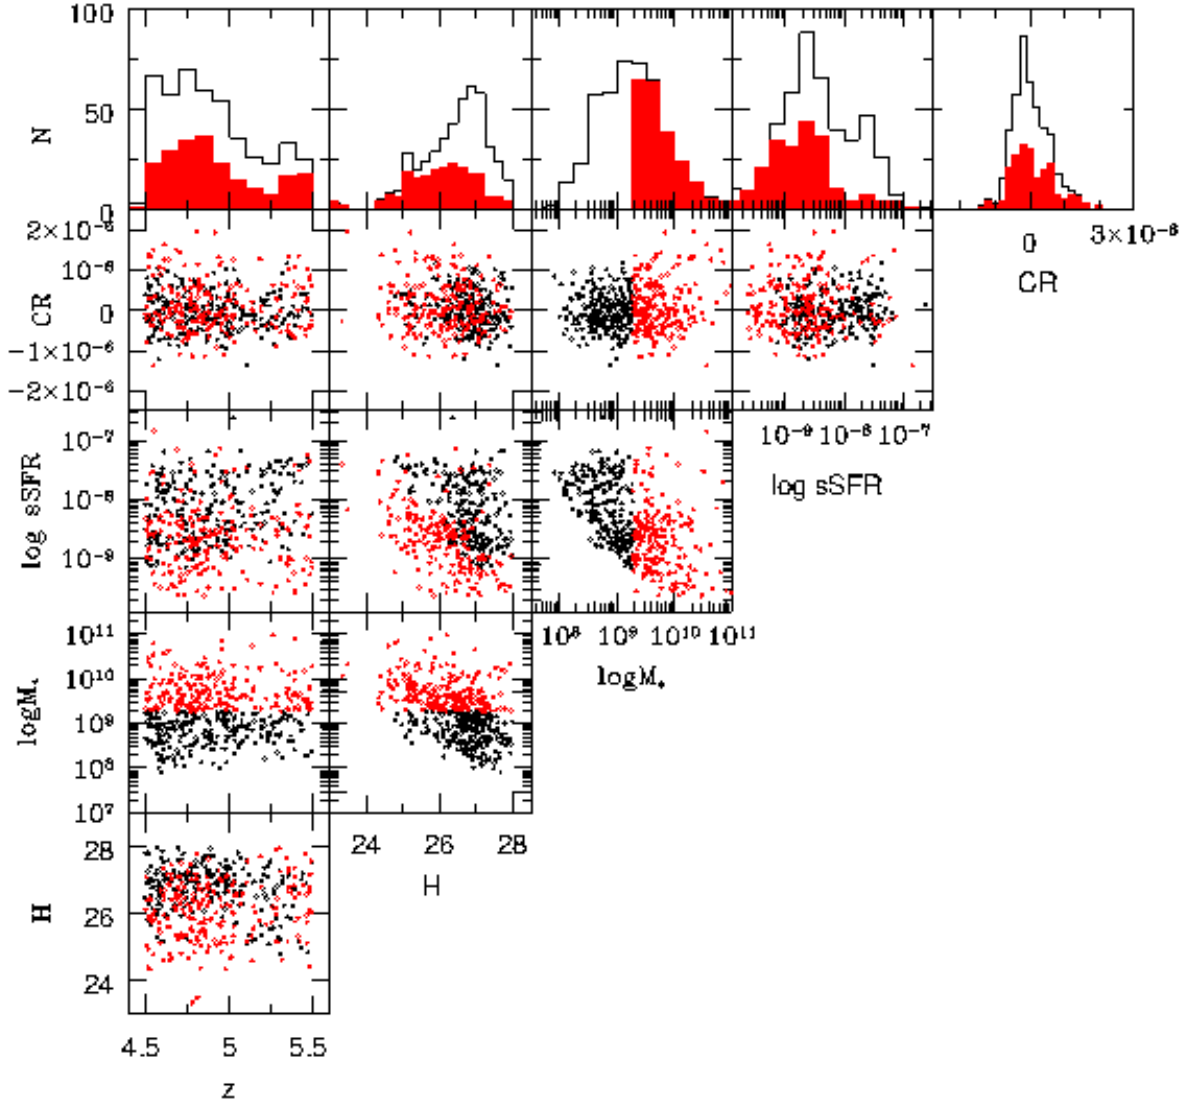 100
50
0
N
2×10⁻⁶
10⁻⁶
0
−1×10⁻⁶
−2×10⁻⁶
CR
0
3×10⁻⁶
CR
10⁻⁷
10⁻⁸
10⁻⁹
log sSFR
10⁻⁹ 10⁻⁸ 10⁻⁷
log sSFR
10¹¹
10¹⁰
10⁹
10⁸
10⁷
logM*
10⁸ 10⁹ 10¹⁰ 10¹¹
logM*
28
26
24
H
24 26 28
H
4.5 5 5.5
z